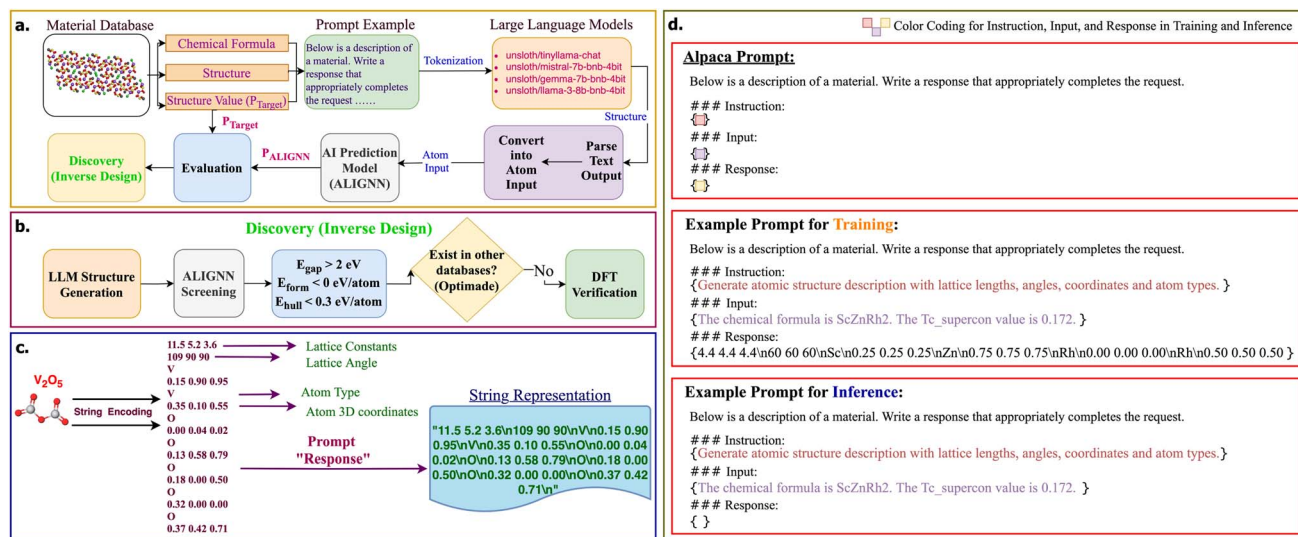 a.
Material Database
Chemical Formula
Structure
Structure Value (PTarget)
Prompt Example
Below is a description of
a material. Write a
response that
appropriately completes
the request ……
Tokenization
Large Language Models
• unsloth/tinyllama-chat
• unsloth/mistral-7b-bnb-4bit
• unsloth/gemma-7b-bnb-4bit
• unsloth/llama-3-8b-bnb-4bit
Structure
Parse
Text
Output
Convert
into
Atom
Input
Atom
Input
AI Prediction
Model
(ALIGNN)
PALIGNN
PTarget
Evaluation
Discovery
(Inverse Design)
b.
Discovery (Inverse Design)
LLM Structure
Generation
ALIGNN
Screening
Egap > 2 eV
Eform < 0 eV/atom
Ehull < 0.3 eV/atom
Exist in other
databases?
(Optimade)
No
DFT
Verification
c.
V2O5
String Encoding
11.5 5.2 3.6
109 90 90
V
0.15 0.90 0.95
V
0.35 0.10 0.55
O
0.00 0.04 0.02
O
0.13 0.58 0.79
O
0.18 0.00 0.50
O
0.32 0.00 0.00
O
0.37 0.42 0.71
Lattice Constants
Lattice Angle
Atom Type
Atom 3D coordinates
Prompt
"Response"
String Representation
"11.5 5.2 3.6\n109 90 90\nV\n0.15 0.90
0.95\nV\n0.35 0.10 0.55\nO\n0.00 0.04
0.02\nO\n0.13 0.58 0.79\nO\n0.18 0.00
0.50\nO\n0.32 0.00 0.00\nO\n0.37 0.42
0.71\n"
d.
Color Coding for Instruction, Input, and Response in Training and Inference
Alpaca Prompt:
Below is a description of a material. Write a response that appropriately completes the request.
### Instruction:
{ }
### Input:
{ }
### Response:
{ }
Example Prompt for Training:
Below is a description of a material. Write a response that appropriately completes the request.
### Instruction:
{Generate atomic structure description with lattice lengths, angles, coordinates and atom types. }
### Input:
{The chemical formula is ScZnRh2. The Tc_supercon value is 0.172. }
### Response:
{4.4 4.4 4.4\n60 60 60\nSc\n0.25 0.25 0.25\nZn\n0.75 0.75 0.75\nRh\n0.00 0.00 0.00\nRh\n0.50 0.50 0.50 }
Example Prompt for Inference:
Below is a description of a material. Write a response that appropriately completes the request.
### Instruction:
{Generate atomic structure description with lattice lengths, angles, coordinates and atom types.}
### Input:
{The chemical formula is ScZnRh2. The Tc_supercon value is 0.172. }
### Response:
{ }